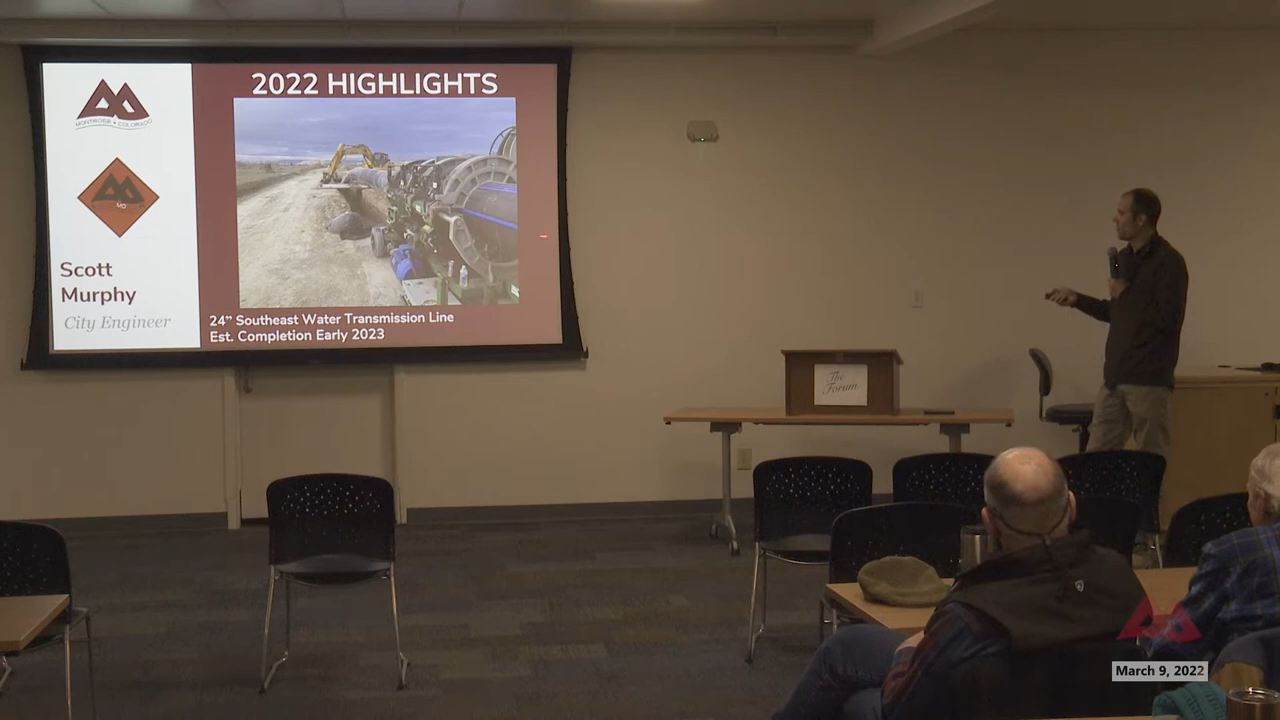 2022 HIGHLIGHTS
MONTROSE • COLORADO
MO
Scott
Murphy
City Engineer
24” Southeast Water Transmission Line
Est. Completion Early 2023
The
Forum
March 9, 2022